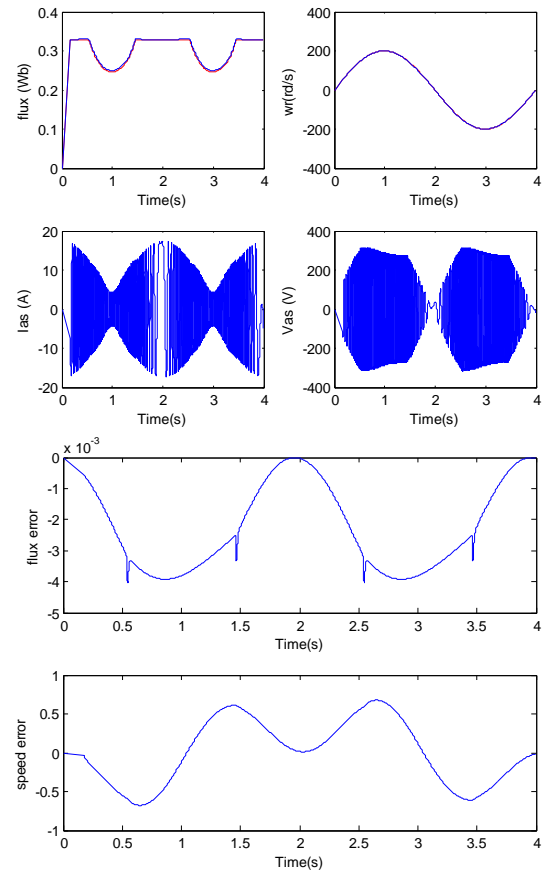 0.4
0.3
0.2
0.1
0
flux (Wb)
0 1 2 3 4
Time(s)
400
200
0
-200
-400
wr(rd/s)
0 1 2 3 4
Time(s)
20
10
0
-10
-20
Ias (A)
0 1 2 3 4
Time(s)
400
200
0
-200
-400
Vas (V)
0 1 2 3 4
Time(s)
x 10-3
0
-1
-2
-3
-4
-5
flux error
0 0.5 1 1.5 2 2.5 3 3.5 4
Time(s)
1
0.5
0
-0.5
-1
speed error
0 0.5 1 1.5 2 2.5 3 3.5 4
Time(s)